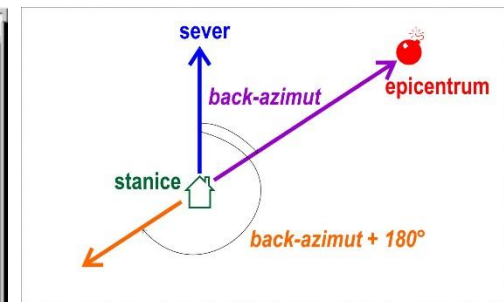 sever
back-azimut
epicentrum
stanice
back-azimut + 180°